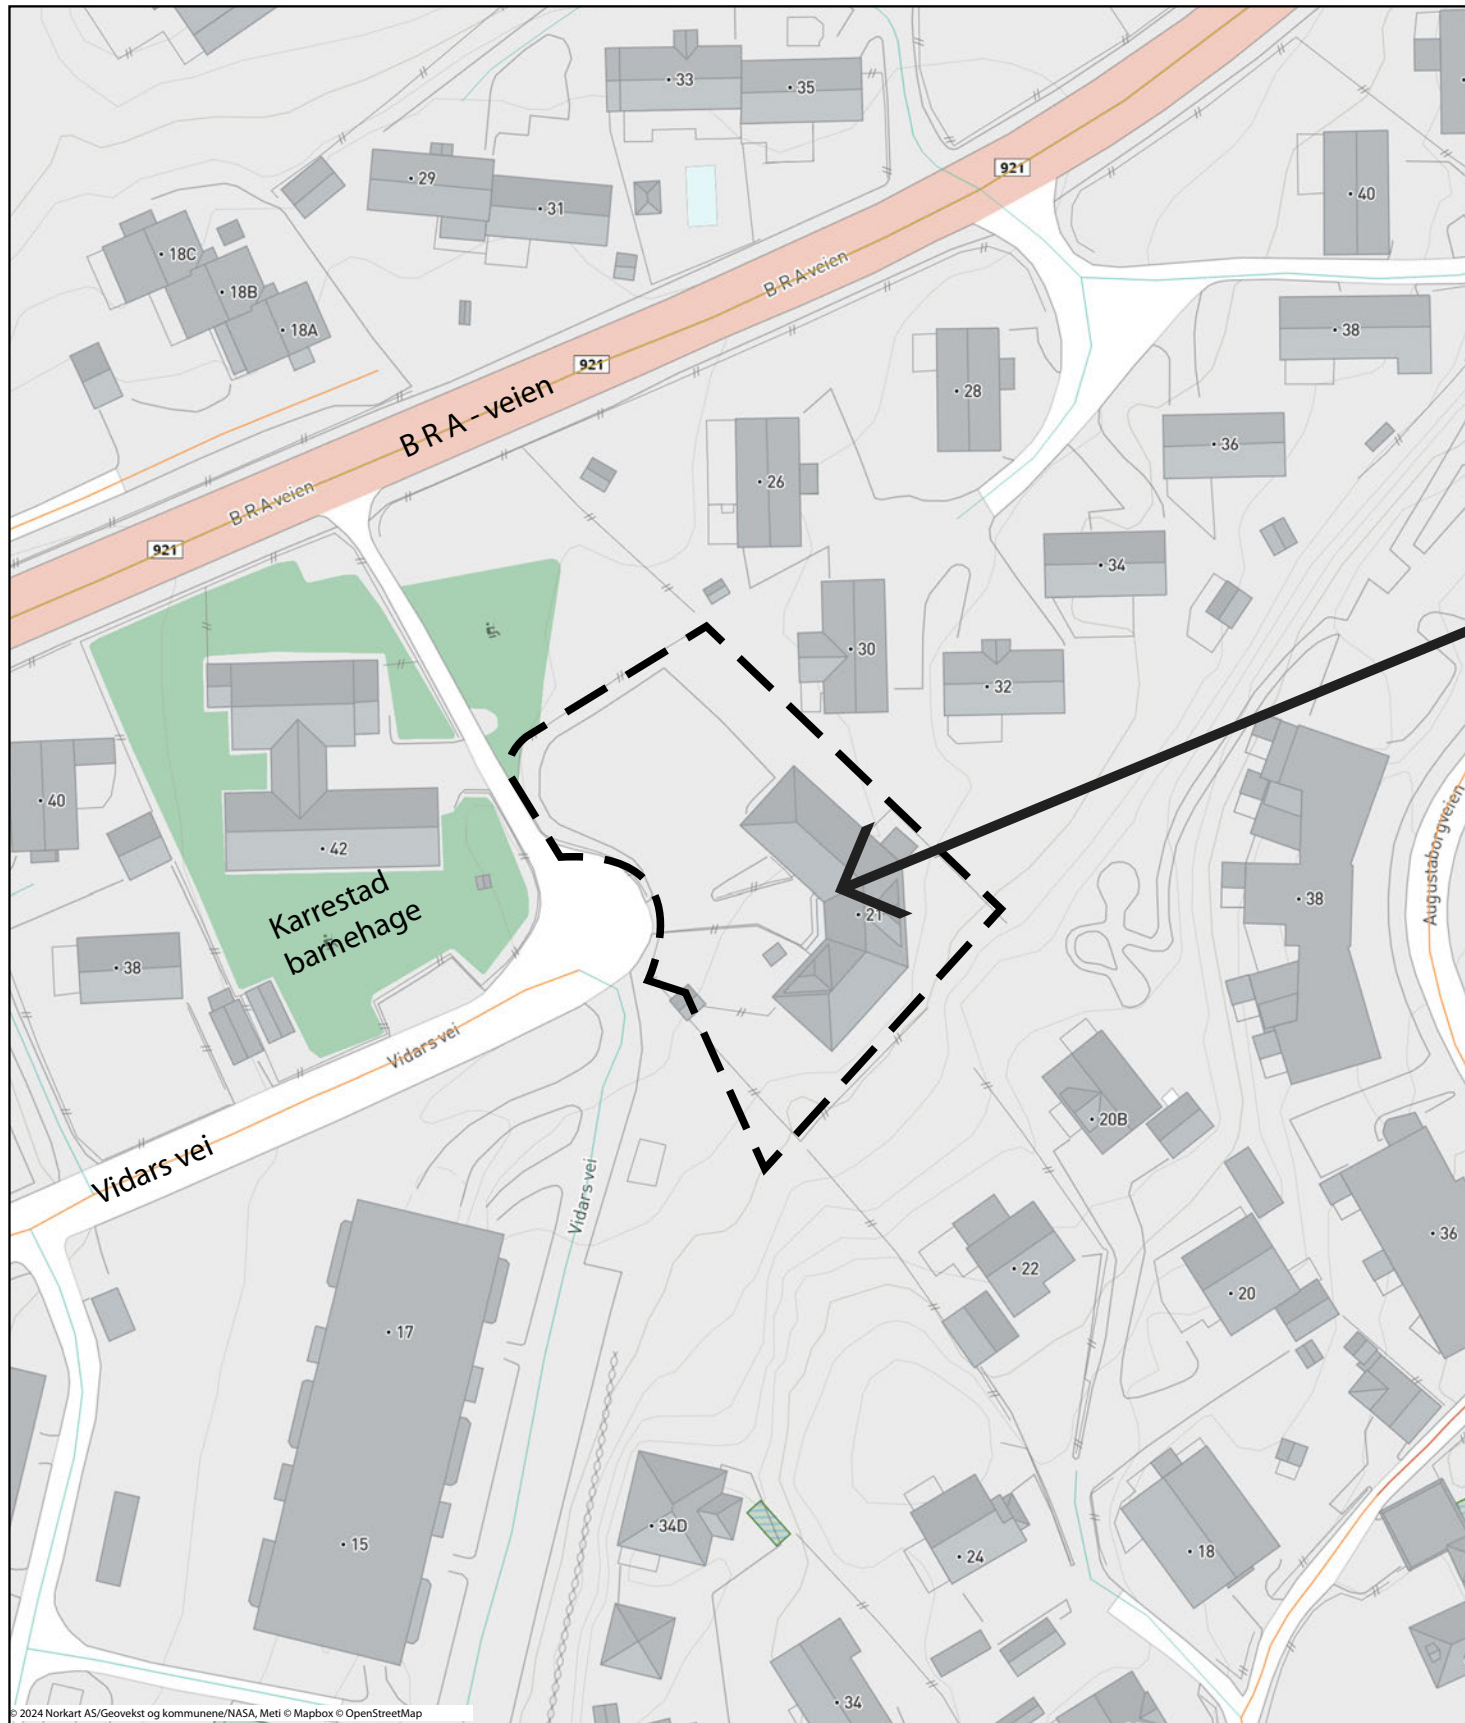 33
35
921
29
31
40
18C
18B
18A
B R A veien
38
921
28
B R A - veien
36
26
B R A veien
921
34
30
32
40
42
Karrestad
barnehage
21
38
Augustaborgveien
38
Vidars vei
20B
Vidars vei
Vidars vei
22
36
20
17
34D
15
24
18
34
© 2024 Norkart AS/Geovekst og kommunene/NASA, Meti © Mapbox © OpenStreetMap